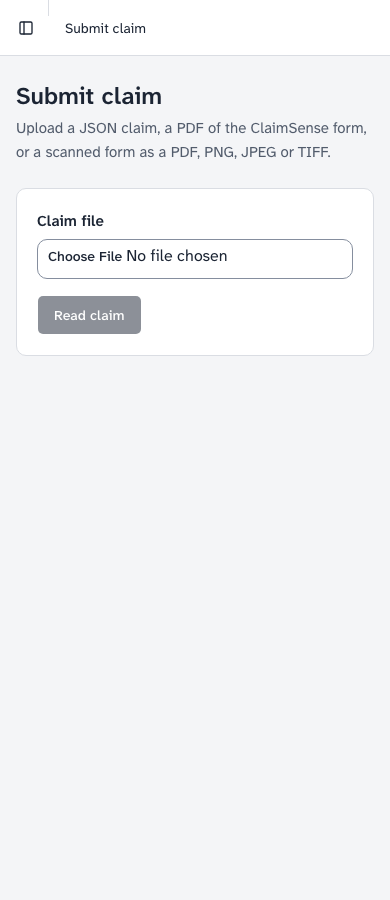 Submit claim
Submit claim
Upload a JSON claim, a PDF of the ClaimSense form,
or a scanned form as a PDF, PNG, JPEG or TIFF.
Claim file
Choose File No file chosen
Read claim